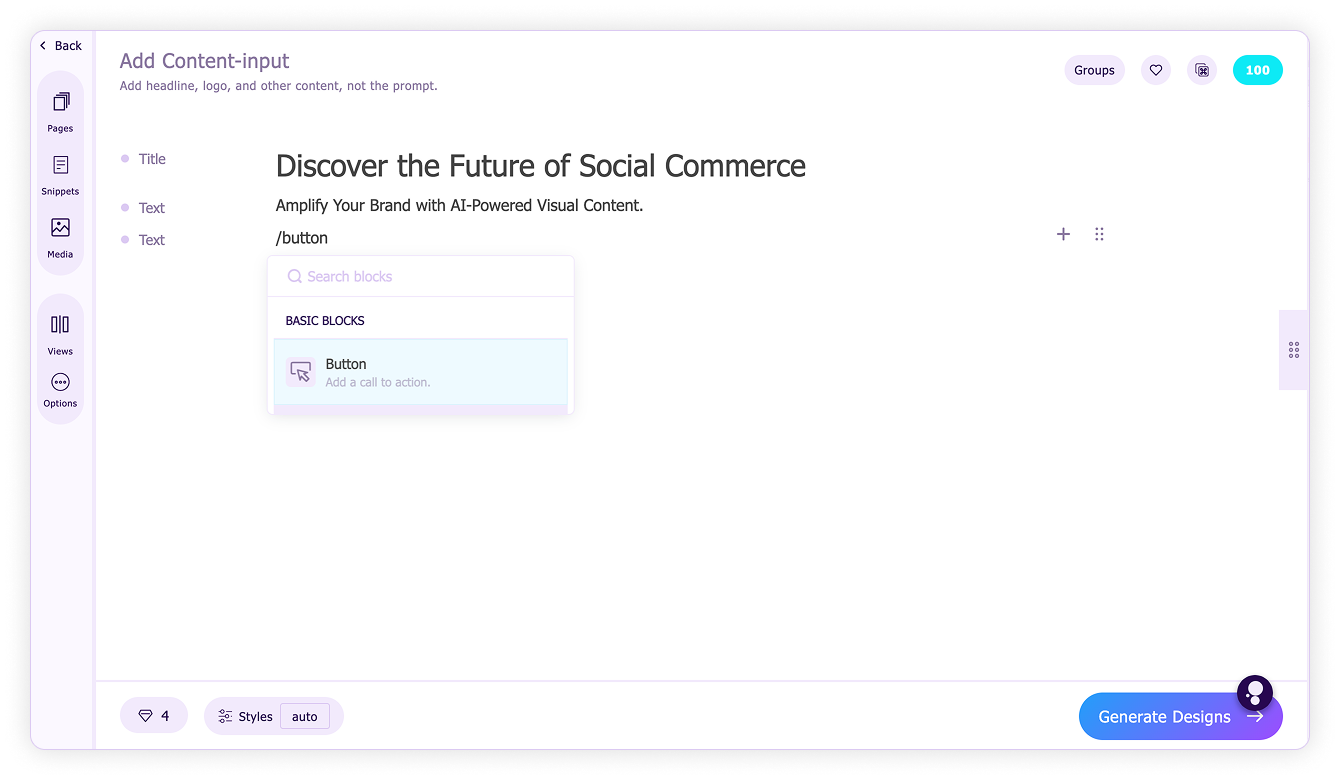 Back
Add Content-input
Add headline, logo, and other content, not the prompt.
Groups
100
Pages
Snippets
Media
Views
Options
Title
Discover the Future of Social Commerce
Text
Amplify Your Brand with AI-Powered Visual Content.
Text
/button
Search blocks
BASIC BLOCKS
Button
Add a call to action.
4
Styles
auto
Generate Designs